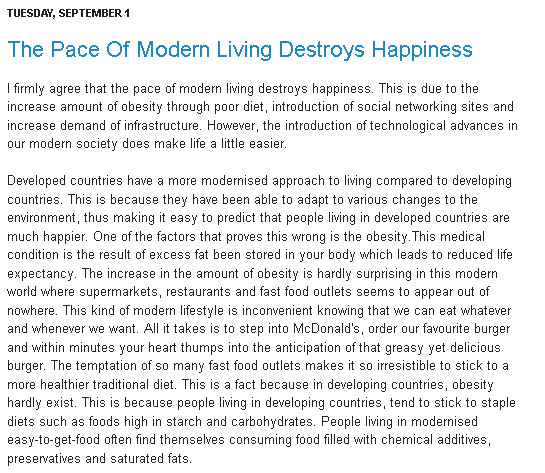 TUESDAY, SEPTEMBER 1
The Pace Of Modern Living Destroys Happiness
I firmly agree that the pace of modern living destroys happiness. This is due to the
increase amount of obesity through poor diet, introduction of social networking sites and
increase demand of infrastructure. However, the introduction of technological advances in
our modern society does make life a little easier.
Developed countries have a more modernised approach to living compared to developing
countries. This is because they have been able to adapt to various changes to the
environment, thus making it easy to predict that people living in developed countries are
much happier. One of the factors that proves this wrong is the obesity.This medical
condition is the result of excess fat been stored in your body which leads to reduced life
expectancy. The increase in the amount of obesity is hardly surprising in this modern
world where supermarkets, restaurants and fast food outlets seems to appear out of
nowhere. This kind of modern lifestyle is inconvenient knowing that we can eat whatever
and whenever we want. All it takes is to step into McDonald's, order our favourite burger
and within minutes your heart thumps into the anticipation of that greasy yet delicious
burger. The temptation of so many fast food outlets makes it so irresistible to stick to a
more healthier traditional diet. This is a fact because in developing countries, obesity
hardly exist. This is because people living in developing countries, tend to stick to staple
diets such as foods high in starch and carbohydrates. People living in modernised
easy-to-get-food often find themselves consuming food filled with chemical additives,
preservatives and saturated fats.